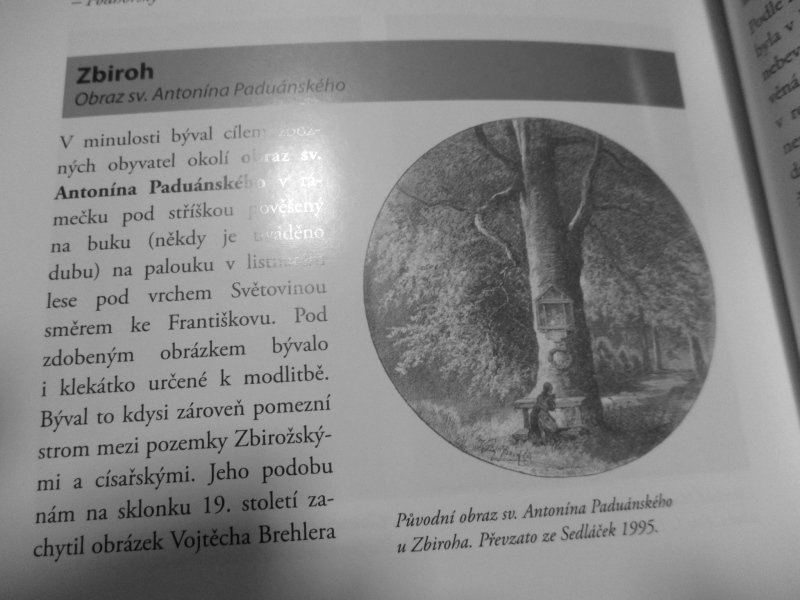 Zbiroh
Obraz sv. Antonína Paduánského
V minulosti býval cílem zbož-
ných obyvatel okolí obraz sv.
Antonína Paduánského v rá-
mečku pod stříškou pověšený
na buku (někdy je uváděno
dubu) na palouku v listnatém
lese pod vrchem Světovinou
směrem ke Františkovu. Pod
zdobeným obrázkem bývalo
i klekátko určené k modlitbě.
Býval to kdysi zároveň pomezní
strom mezi pozemky Zbirožský-
mi a císařskými. Jeho podobu
nám na sklonku 19. století za-
chytil obrázek Vojtěcha Brehlera
Původní obraz sv. Antonína Paduánského
u Zbiroha. Převzato ze Sedláček 1995.
Podle
byla v
v